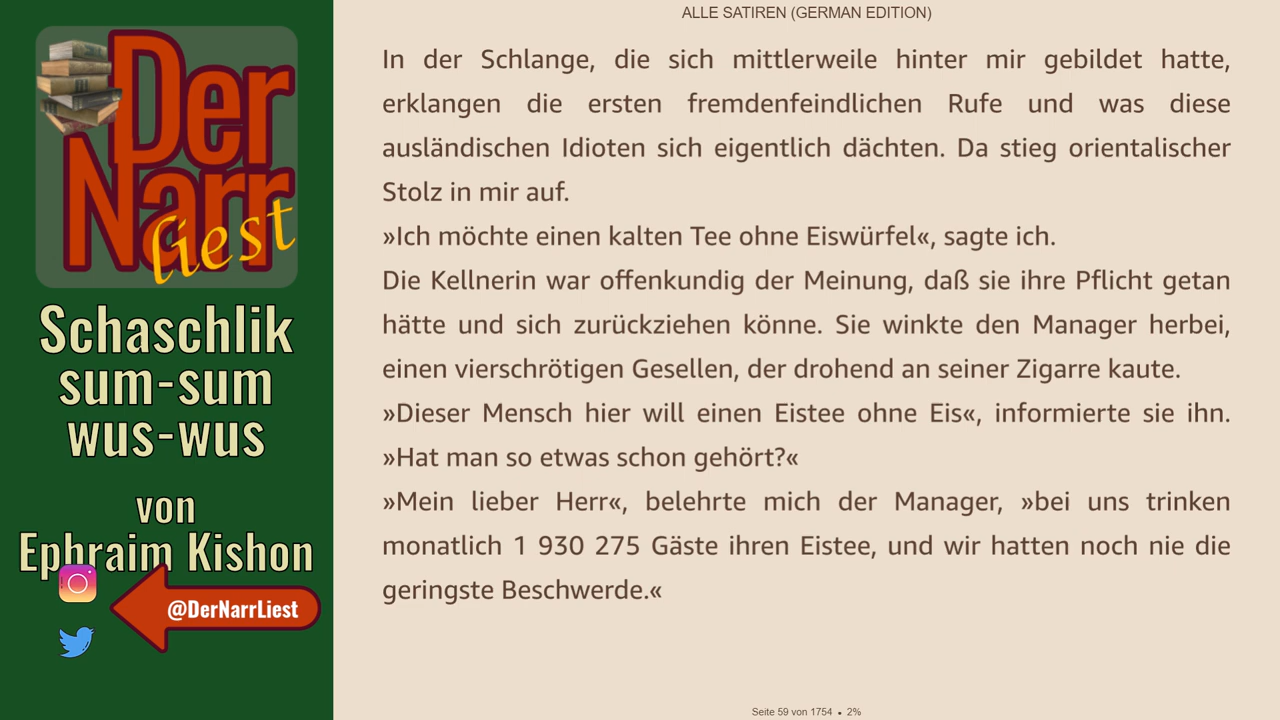 Der
Narr
liest
Schaschlik
sum-sum
wus-wus
von
Ephraim Kishon
@DerNarrLiest
ALLE SATIREN (GERMAN EDITION)
In der Schlange, die sich mittlerweile hinter mir gebildet hatte,
erklangen die ersten fremdenfeindlichen Rufe und was diese
ausländischen Idioten sich eigentlich dächten. Da stieg orientalischer
Stolz in mir auf.
»Ich möchte einen kalten Tee ohne Eiswürfel«, sagte ich.
Die Kellnerin war offenkundig der Meinung, daß sie ihre Pflicht getan
hätte und sich zurückziehen könne. Sie winkte den Manager herbei,
einen vierschrötigen Gesellen, der drohend an seiner Zigarre kaute.
»Dieser Mensch hier will einen Eistee ohne Eis«, informierte sie ihn.
»Hat man so etwas schon gehört?«
»Mein lieber Herr«, belehrte mich der Manager, »bei uns trinken
monatlich 1 930 275 Gäste ihren Eistee, und wir hatten noch nie die
geringste Beschwerde.«
Seite 59 von 1754 • 2%